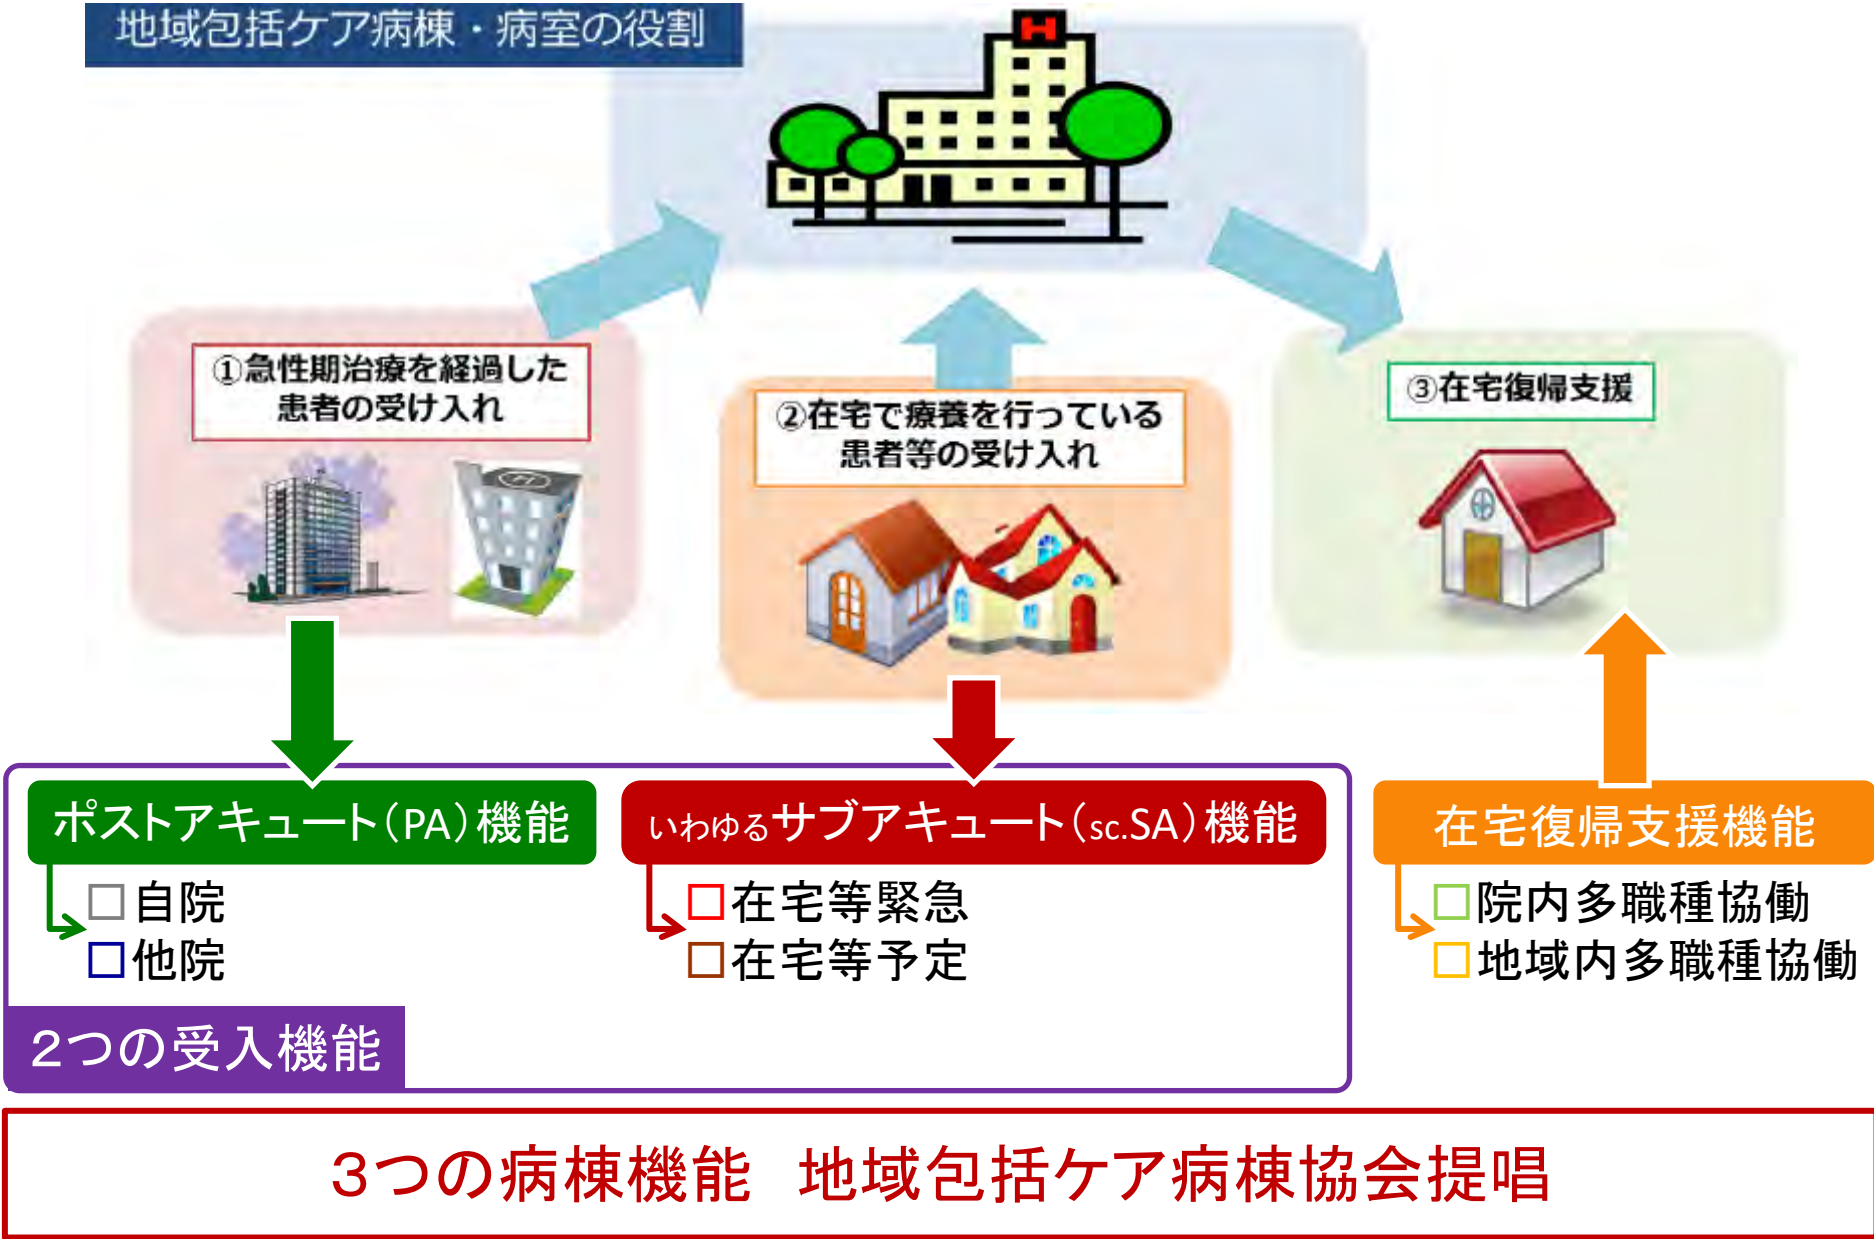 地域包括ケア病棟・病室の役割
H
①急性期治療を経過した
患者の受け入れ
②在宅で療養を行っている
患者等の受け入れ
③在宅復帰支援
H
ポストアキュート（PA）機能
□自院
□他院
いわゆるサブアキュート（sc.SA）機能
□在宅等緊急
□在宅等予定
在宅復帰支援機能
□院内多職種協働
□地域内多職種協働
２つの受入機能
３つの病棟機能　地域包括ケア病棟協会提唱